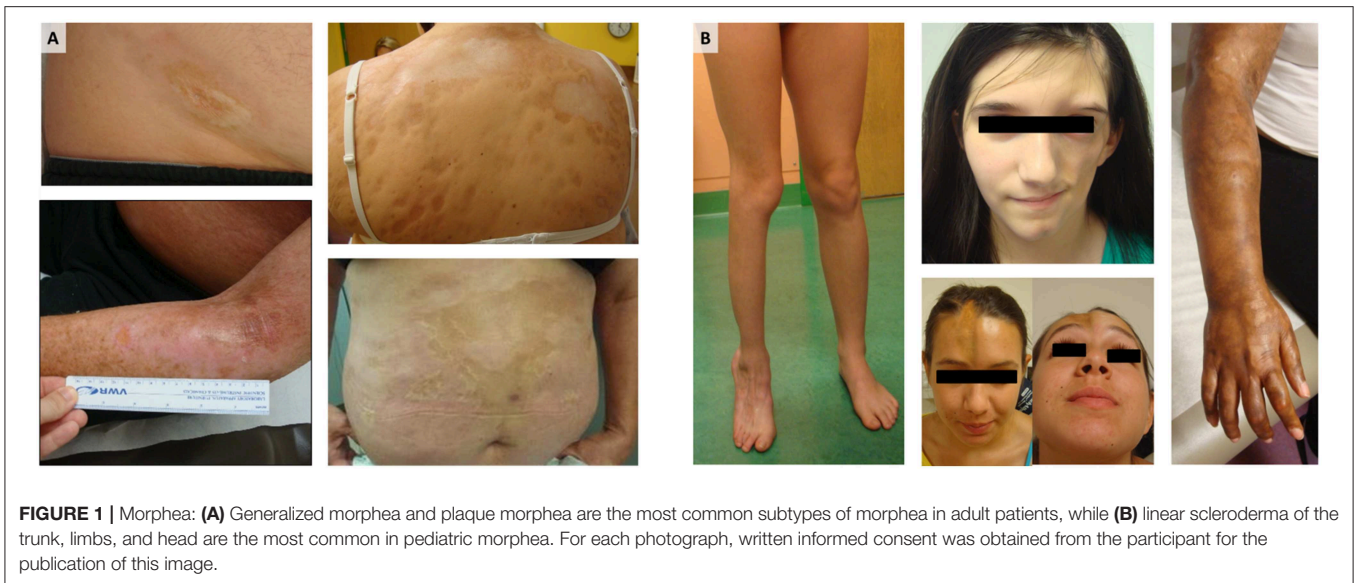 A
B
VWR
FIGURE 1 | Morphea: (A) Generalized morphea and plaque morphea are the most common subtypes of morphea in adult patients, while (B) linear scleroderma of the
trunk, limbs, and head are the most common in pediatric morphea. For each photograph, written informed consent was obtained from the participant for the
publication of this image.